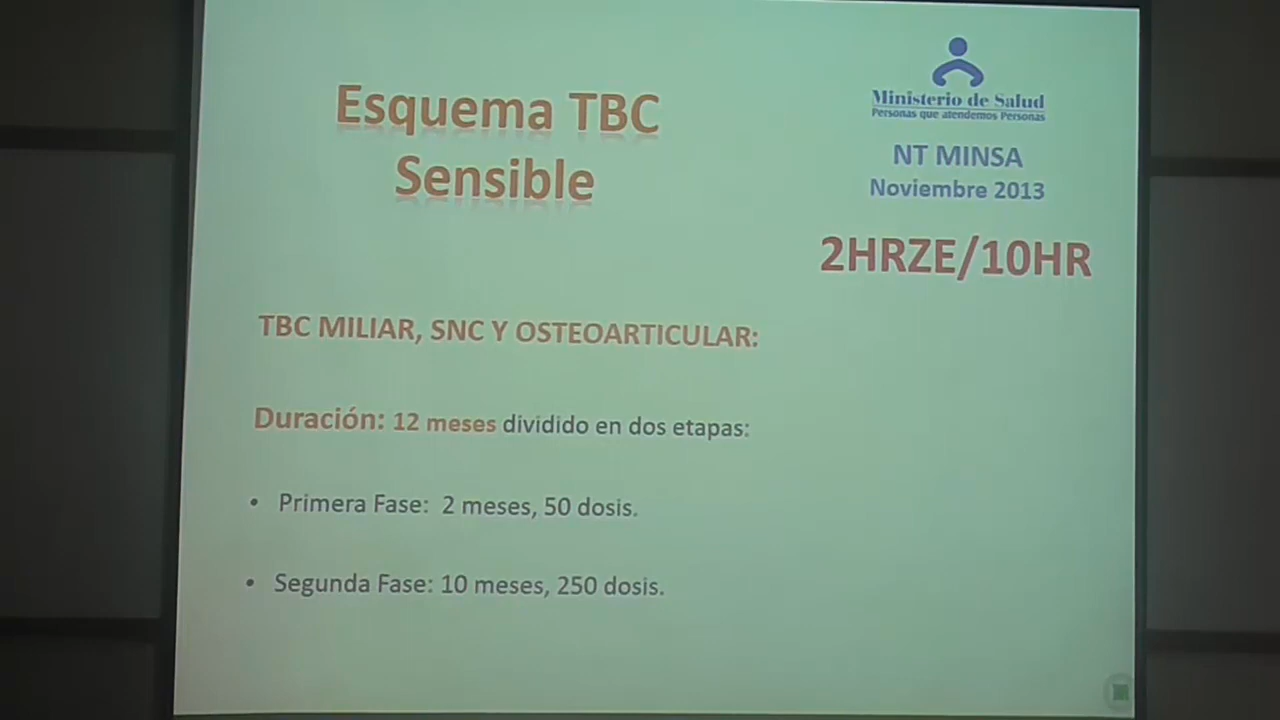 Esquema TBC
Sensible
Ministerio de Salud
Personas que atendemos Personas
NT MINSA
Noviembre 2013
2HRZE/10HR
TBC MILIAR, SNC Y OSTEOARTICULAR:
Duración: 12 meses dividido en dos etapas:
• Primera Fase: 2 meses, 50 dosis.
• Segunda Fase: 10 meses, 250 dosis.